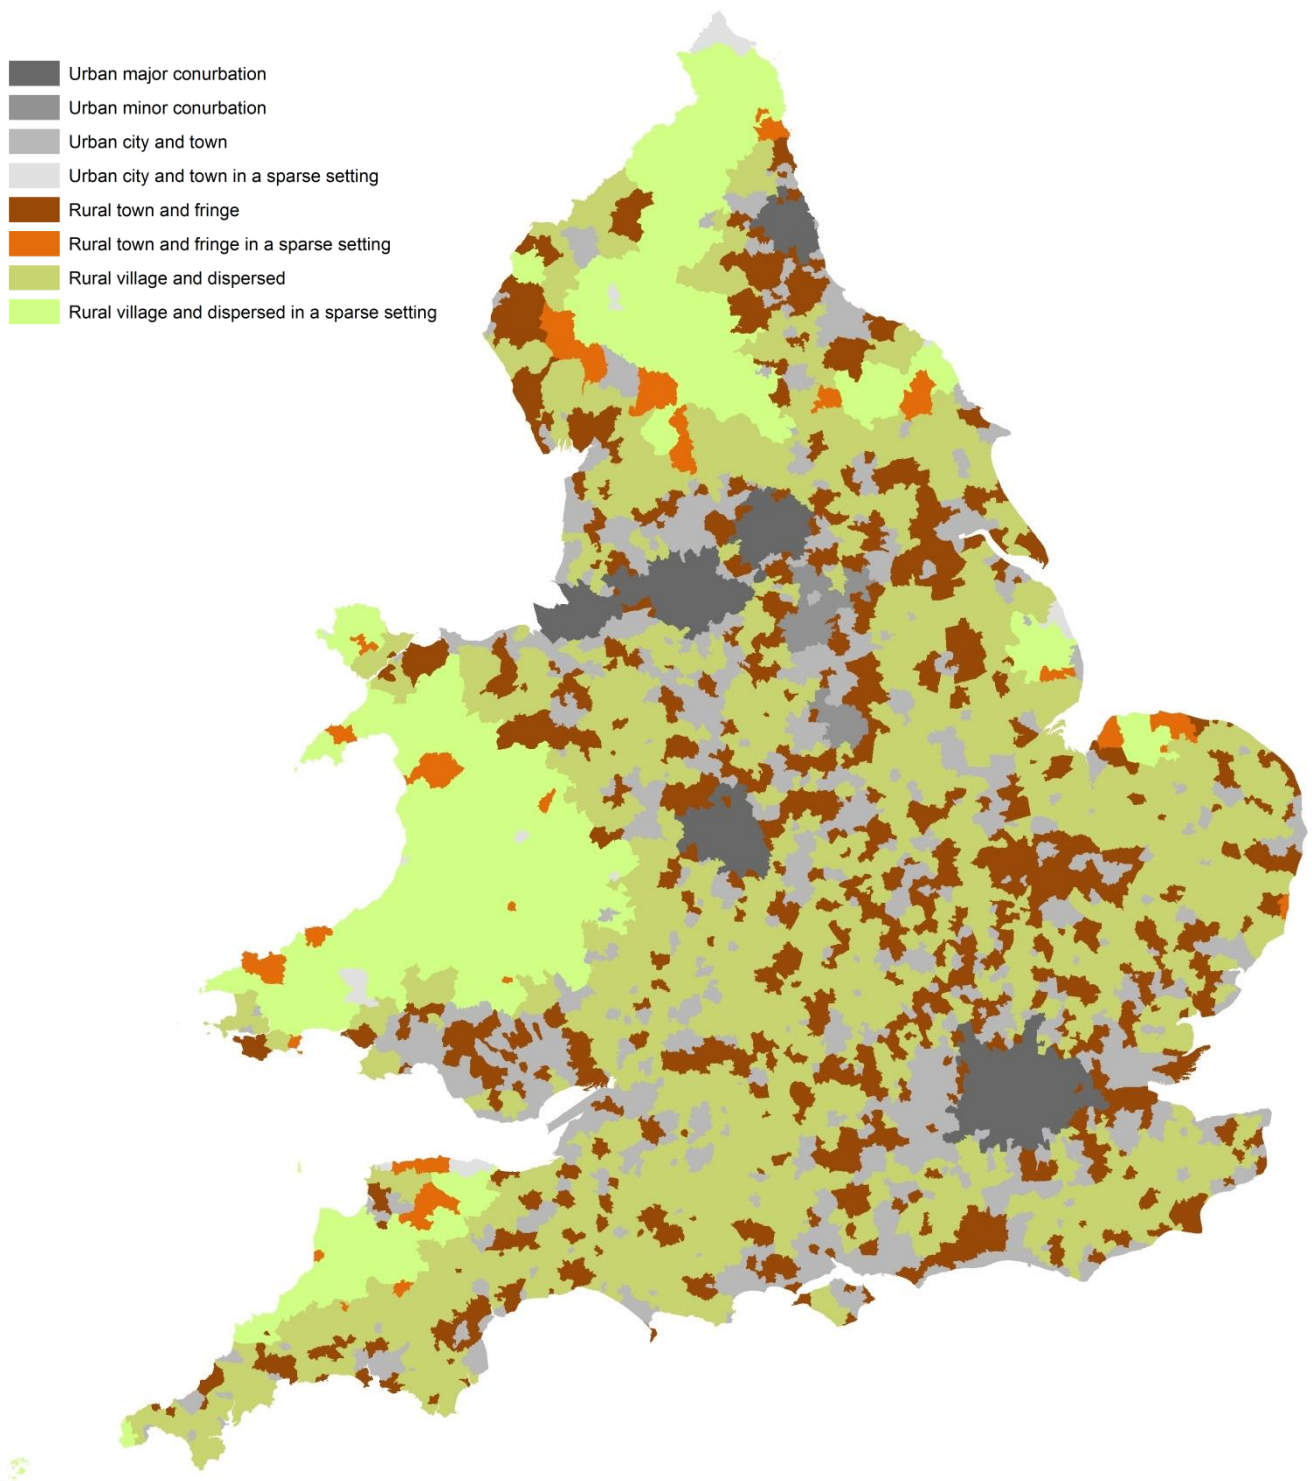 Urban major conurbation
Urban minor conurbation
Urban city and town
Urban city and town in a sparse setting
Rural town and fringe
Rural town and fringe in a sparse setting
Rural village and dispersed
Rural village and dispersed in a sparse setting